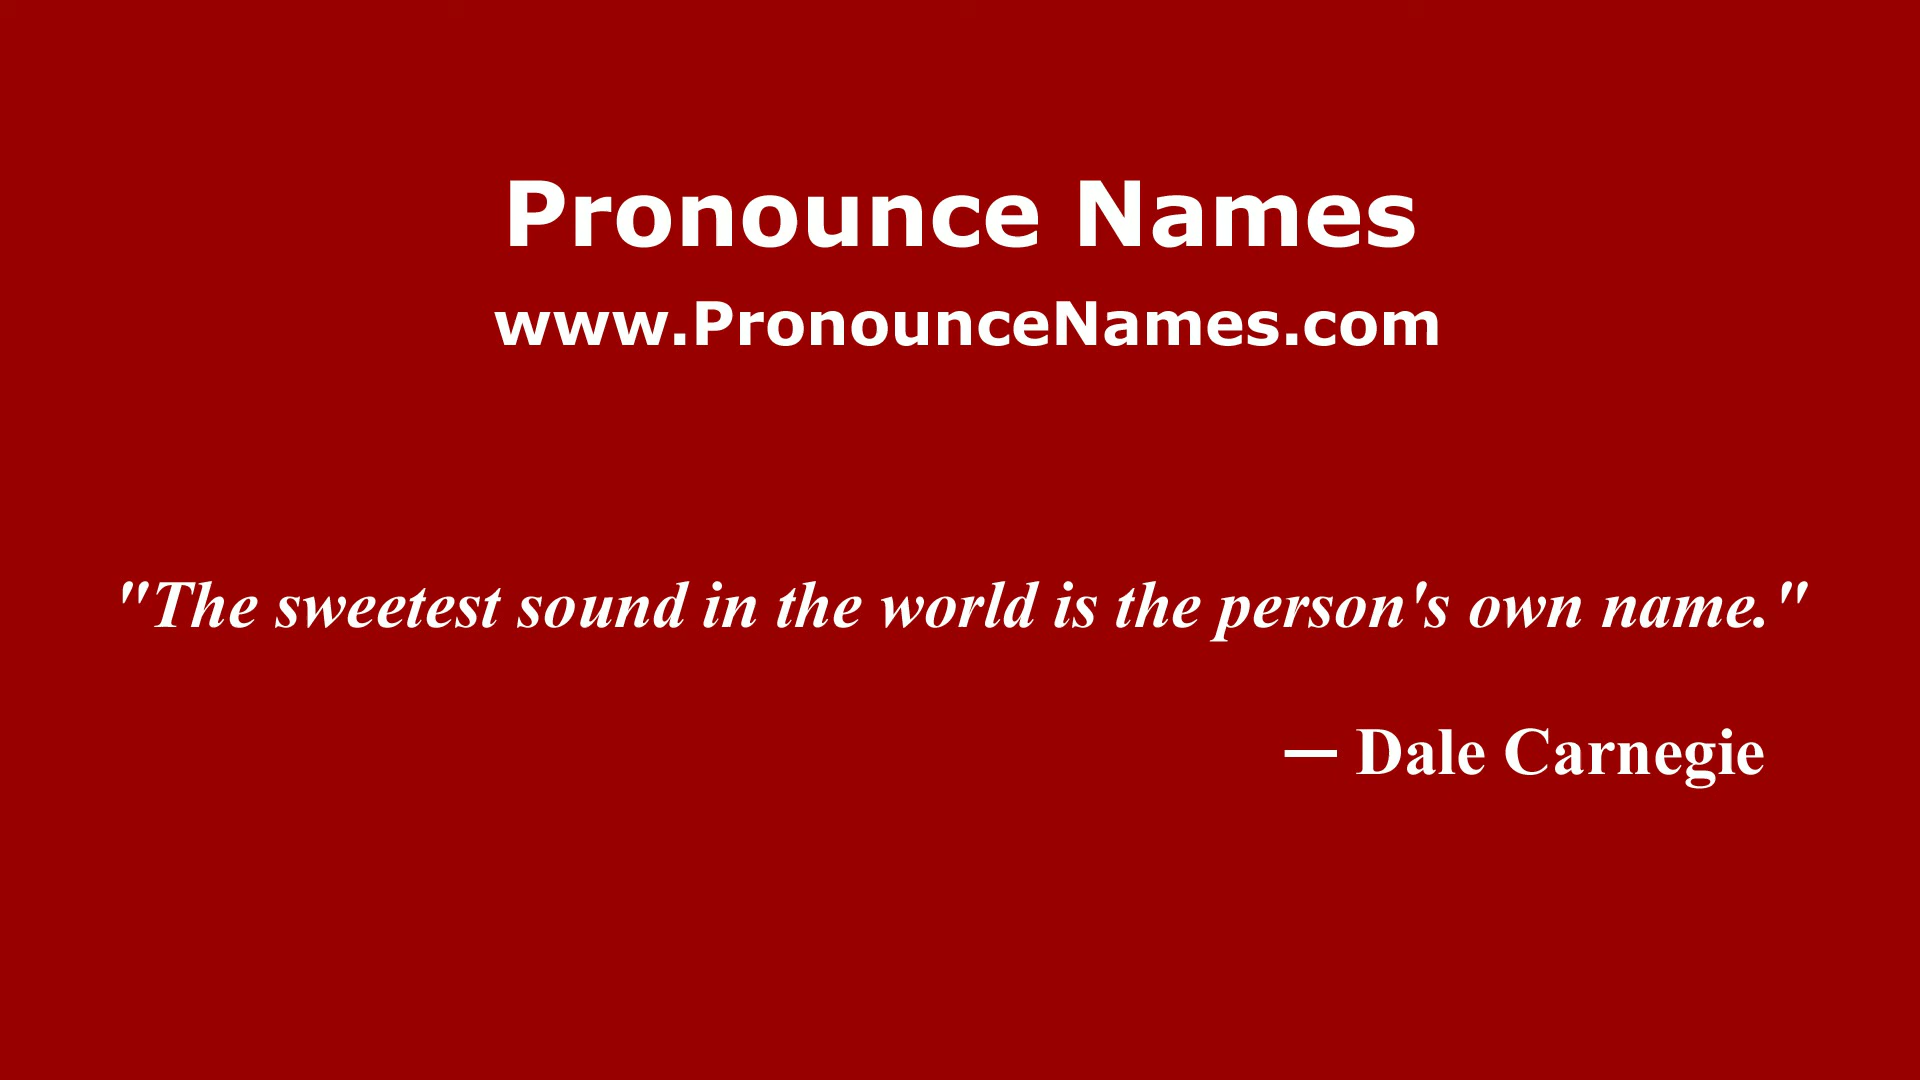 Pronounce Names
www.PronounceNames.com
"The sweetest sound in the world is the person's own name."
— Dale Carnegie